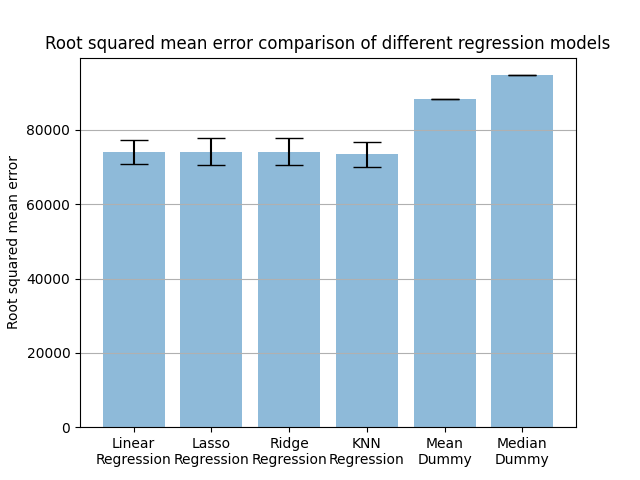 Root squared mean error comparison of different regression models
Root squared mean error
80000
60000
40000
20000
0
Linear
Regression
Lasso
Regression
Ridge
Regression
KNN
Regression
Mean
Dummy
Median
Dummy